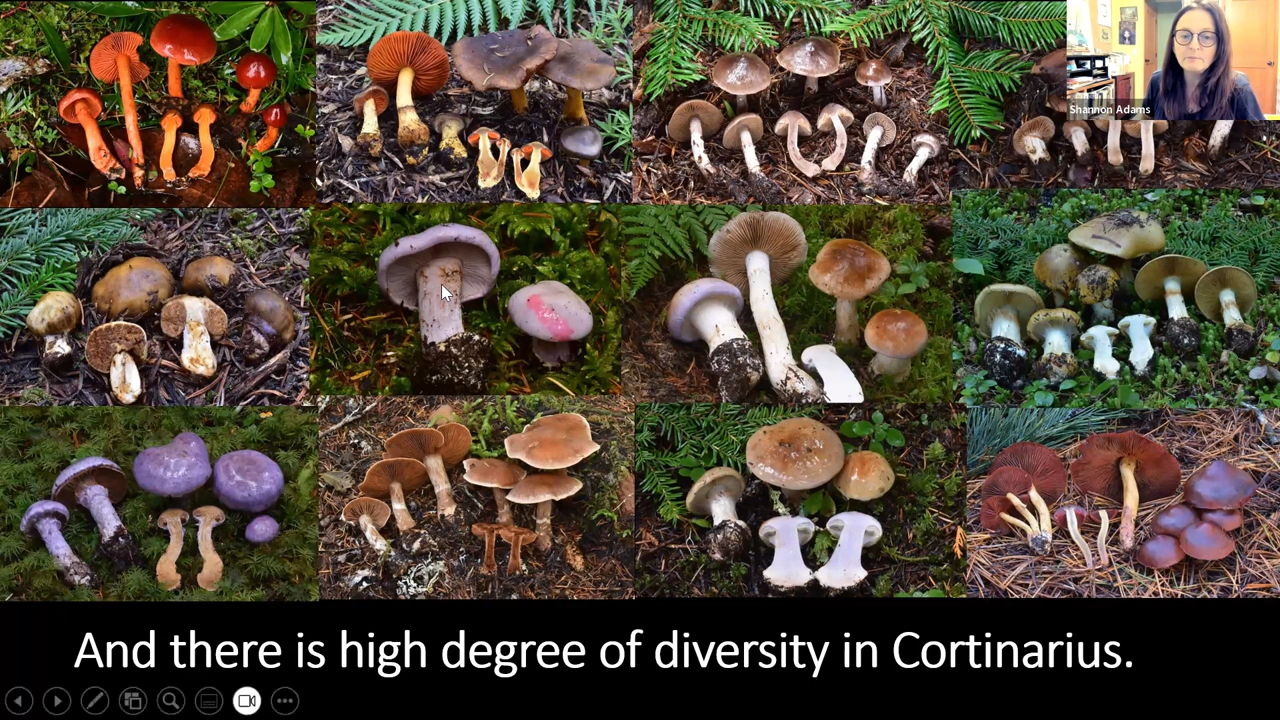 Shannon Adams
And there is high degree of diversity in Cortinarius.